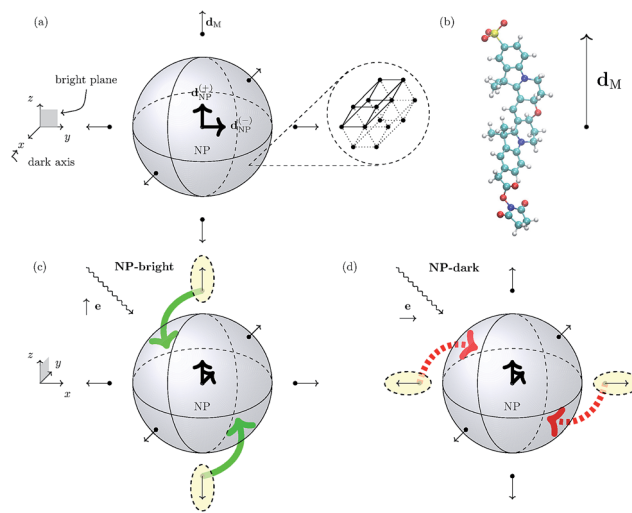 (a)
d_M
bright plane
z
y
x
dark axis
d_NP^(+)
d_NP^(−)
NP
(b)
d_M
(c)
NP-bright
e
z
y
x
NP
(d)
NP-dark
e
NP